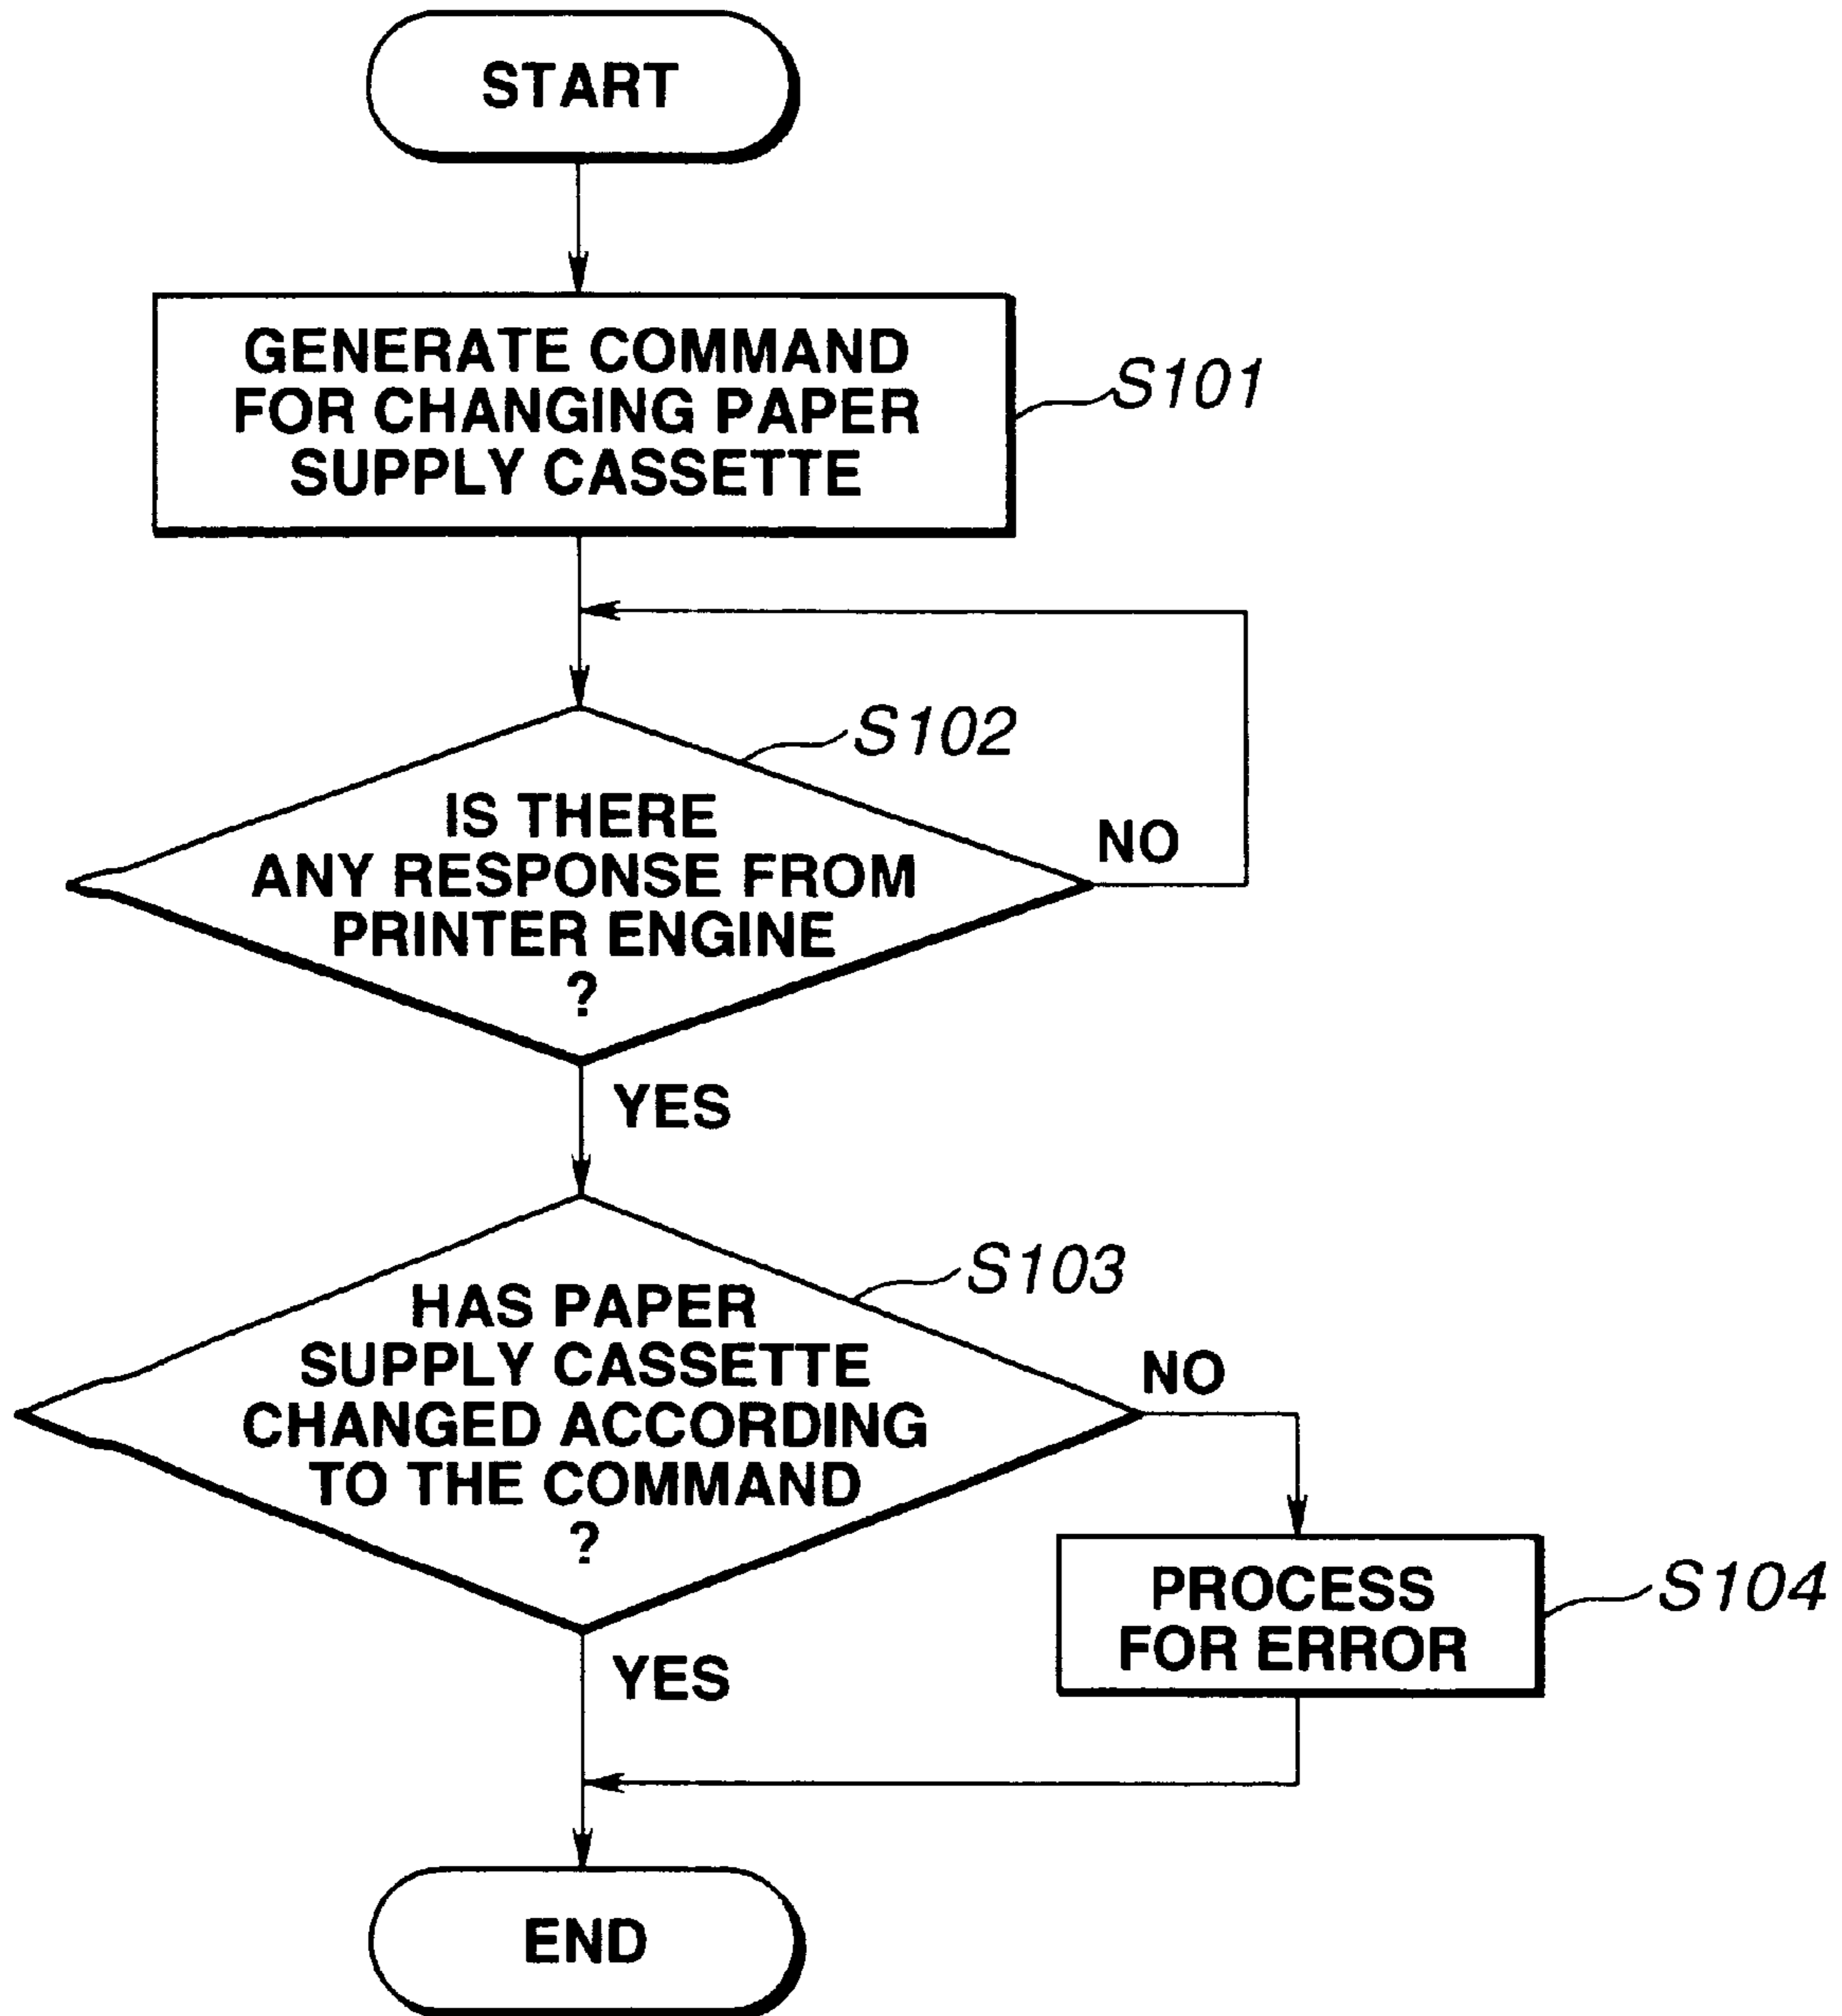 START
GENERATE COMMAND
FOR CHANGING PAPER
SUPPLY CASSETTE
S101
S102
IS THERE
ANY RESPONSE FROM
PRINTER ENGINE
?
NO
YES
S103
HAS PAPER
SUPPLY CASSETTE
CHANGED ACCORDING
TO THE COMMAND
?
NO
PROCESS
FOR ERROR
S104
YES
END